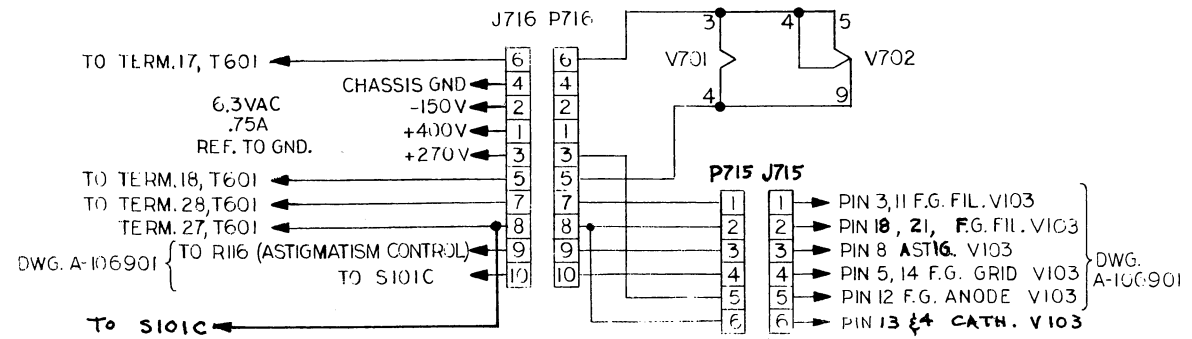 J716 P716
3 4 5
TO TERM.17, T601 6 6 V701 V702
CHASSIS GND 4 4
6.3VAC -150V 2 2 4 9
.75A +400V 1 1
REF. TO GND. +270V 3 3
P715 J715
TO TERM.18, T601 5 5
TO TERM.28, T601 7 7 1 1 PIN 3,11 F.G. FIL. V103
TERM.27, T601 8 8 2 2 PIN 18, 21, F.G. FIL. V103
TO R116 (ASTIGMATISM CONTROL) 9 9 3 3 PIN 8 ASTIG. V103
DWG. A-106901 TO S101C 10 10 4 4 PIN 5, 14 F.G. GRID V103
DWG.
A-106901
5 5 PIN 12 F.G. ANODE V103
TO S101C 6 6 PIN 13 &4 CATH. V103